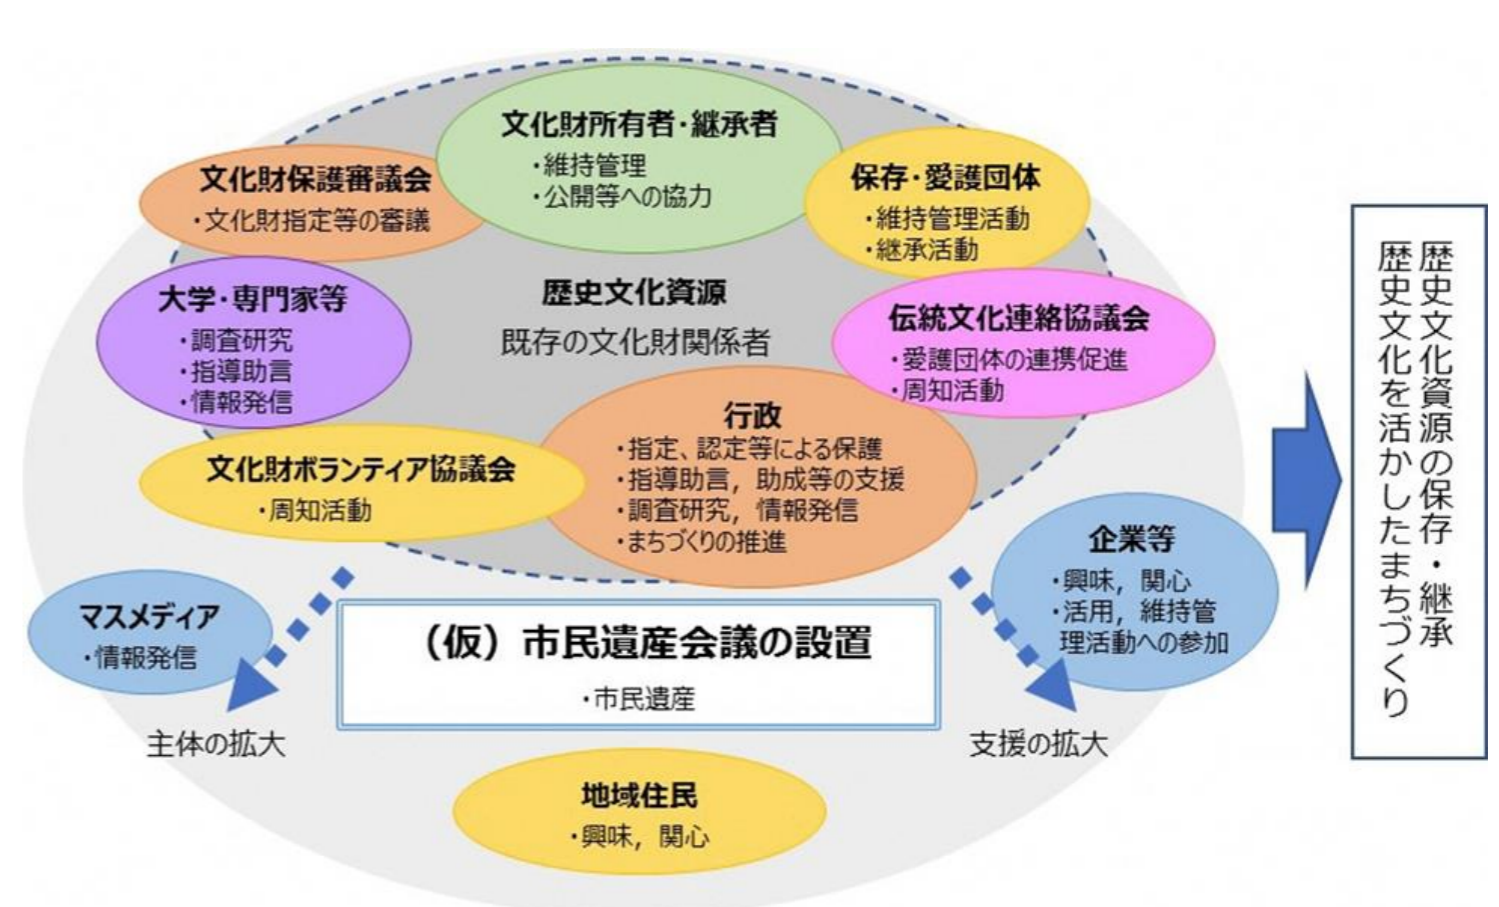 文化財所有者・継承者
・維持管理
・公開等への協力
文化財保護審議会
・文化財指定等の審議
保存・愛護団体
・維持管理活動
・継承活動
大学・専門家等
・調査研究
・指導助言
・情報発信
歴史文化資源
既存の文化財関係者
伝統文化連絡協議会
・愛護団体の連携促進
・周知活動
行政
・指定、認定等による保護
・指導助言，助成等の支援
・調査研究，情報発信
・まちづくりの推進
文化財ボランティア協議会
・周知活動
企業等
・興味，関心
・活用，維持管
理活動への参加
マスメディア
・情報発信
（仮）市民遺産会議の設置
・市民遺産
主体の拡大
支援の拡大
地域住民
・興味，関心
歴史文化資源の保存・継承
歴史文化を活かしたまちづくり